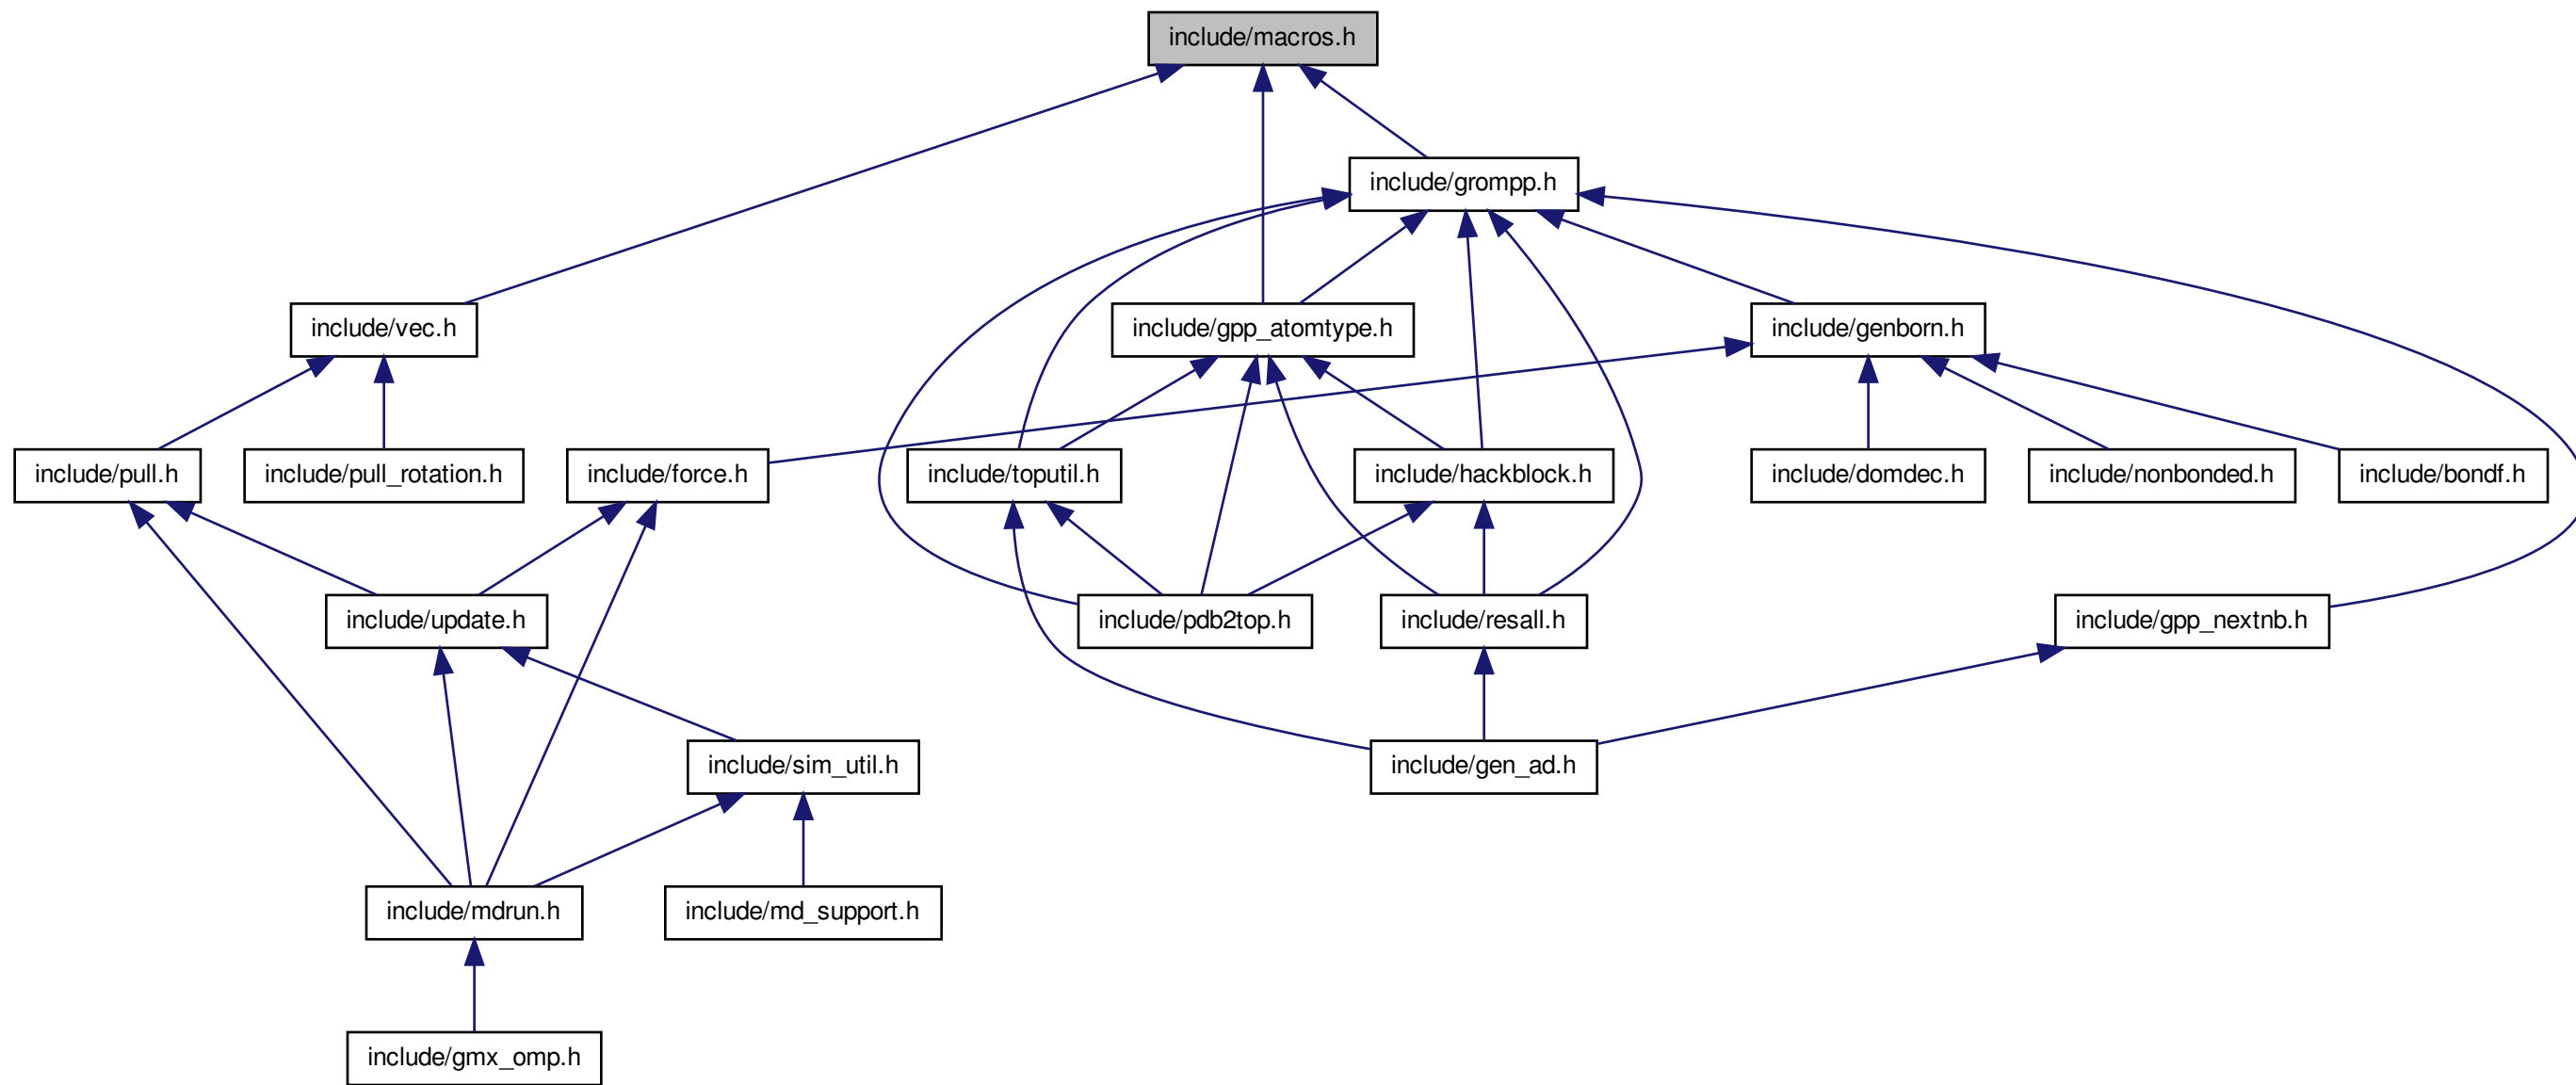 include/macros.h
include/grompp.h
include/vec.h
include/gpp_atomtype.h
include/genborn.h
include/pull.h
include/pull_rotation.h
include/force.h
include/toputil.h
include/hackblock.h
include/domdec.h
include/nonbonded.h
include/bondf.h
include/update.h
include/pdb2top.h
include/resall.h
include/gpp_nextnb.h
include/sim_util.h
include/gen_ad.h
include/mdrun.h
include/md_support.h
include/gmx_omp.h